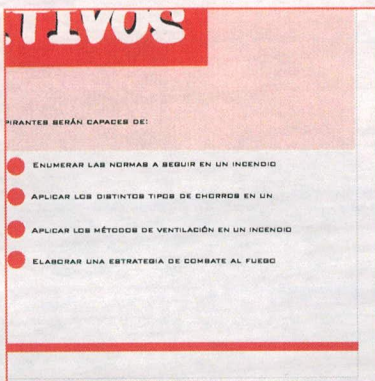 TIVOS
PIRANTES SERÁN CAPACES DE:
ENUMERAR LAS NORMAS A SEGUIR EN UN INCENDIO
APLICAR LOS DISTINTOS TIPOS DE CHORROS EN UN
APLICAR LOS MÉTODOS DE VENTILACIÓN EN UN INCENDIO
ELABORAR UNA ESTRATEGIA DE COMBATE AL FUEGO